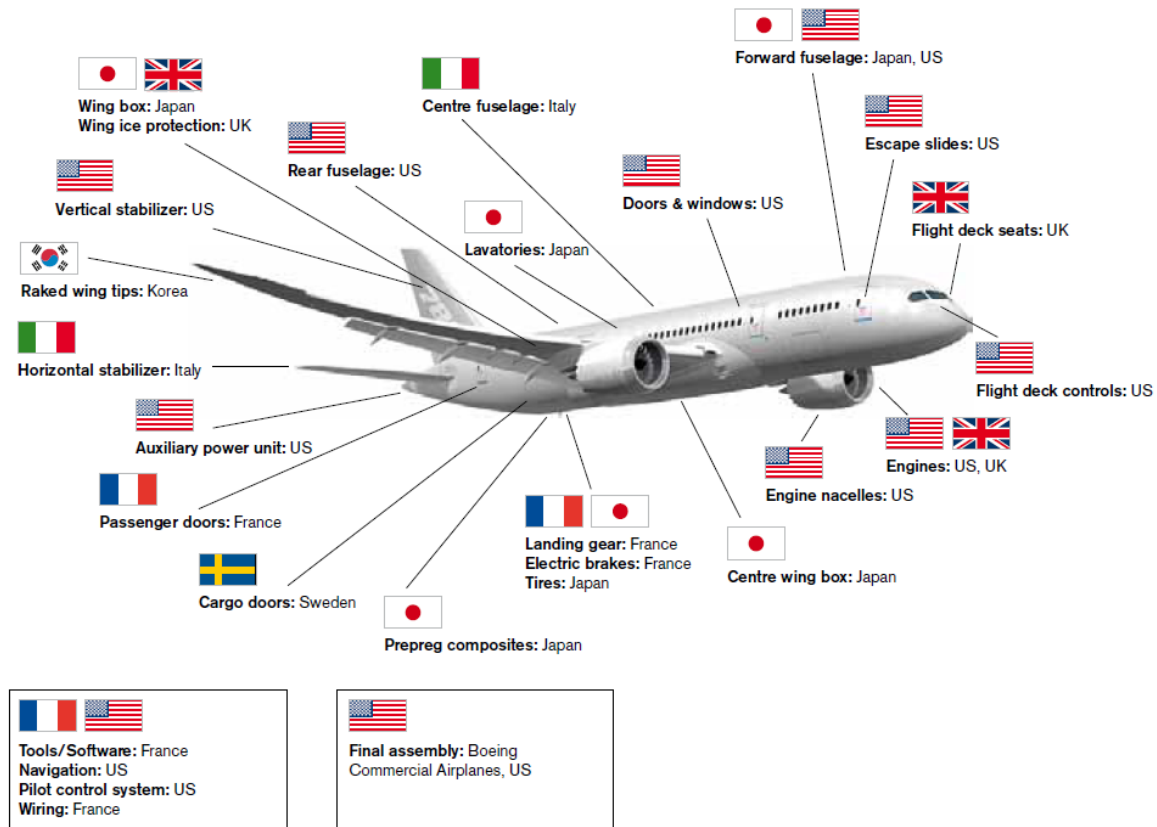 Forward fuselage: Japan, US
Wing box: Japan
Wing ice protection: UK
Centre fuselage: Italy
Escape slides: US
Rear fuselage: US
Doors & windows: US
Vertical stabilizer: US
Flight deck seats: UK
Lavatories: Japan
Raked wing tips: Korea
Horizontal stabilizer: Italy
Flight deck controls: US
Auxiliary power unit: US
Engines: US, UK
Engine nacelles: US
Passenger doors: France
Landing gear: France
Electric brakes: France
Tires: Japan
Centre wing box: Japan
Cargo doors: Sweden
Prepreg composites: Japan
Tools/Software: France
Navigation: US
Pilot control system: US
Wiring: France
Final assembly: Boeing
Commercial Airplanes, US